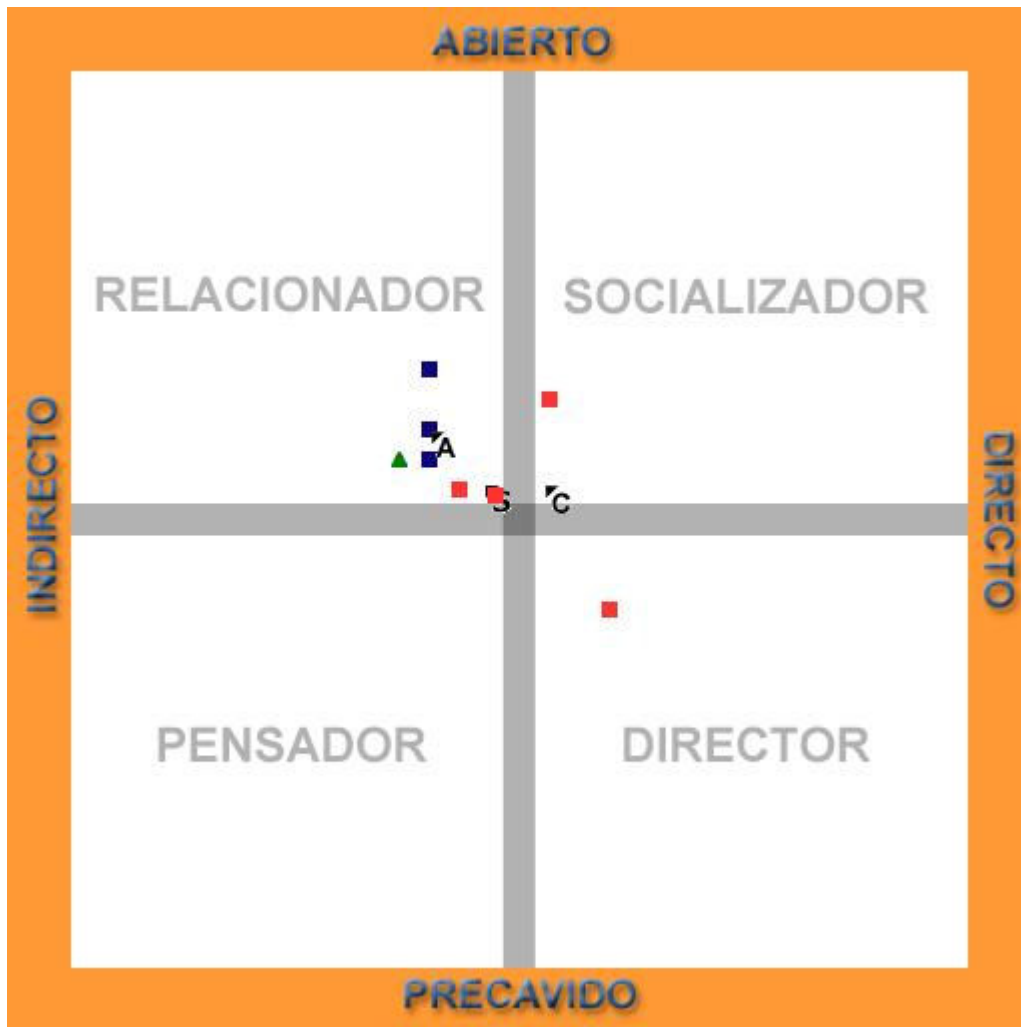 ABIERTO
RELACIONADOR
SOCIALIZADOR
INDIRECTO
DIRECTO
A
S
C
PENSADOR
DIRECTOR
PRECAVIDO